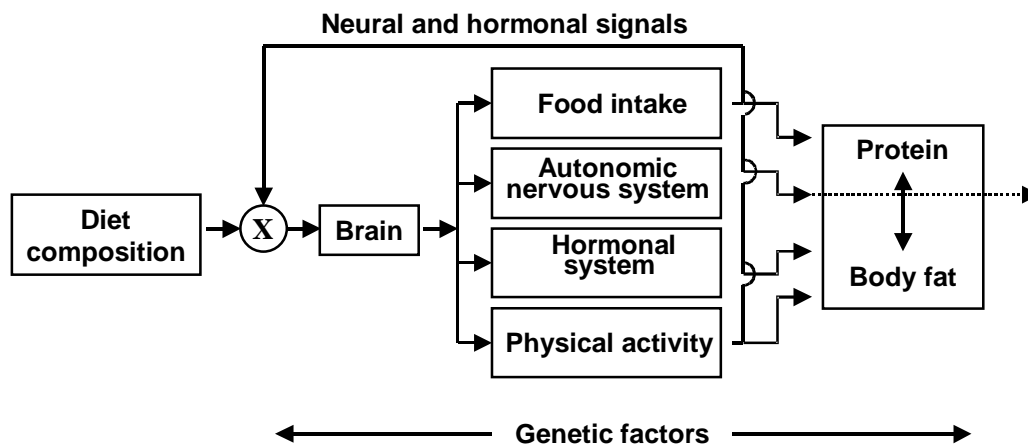 Neural and hormonal signals
Diet
composition
X
Brain
Food intake
Autonomic
nervous system
Hormonal
system
Physical activity
Protein
Body fat
Genetic factors